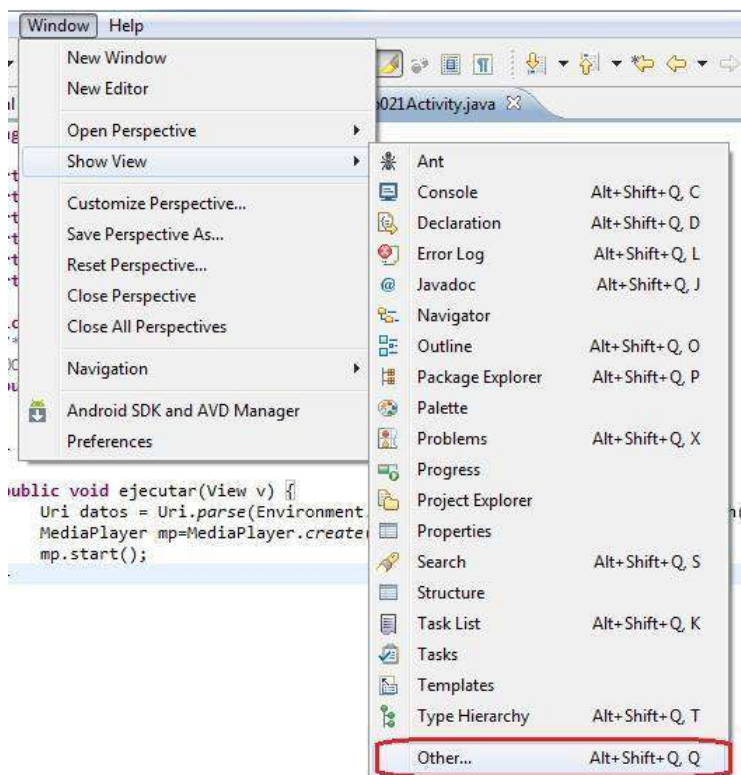 Window Help
New Window
New Editor
021Activity.java
Open Perspective
Show View
Customize Perspective...
Save Perspective As...
Reset Perspective...
Close Perspective
Close All Perspectives
Navigation
Android SDK and AVD Manager
Preferences
Ant
Console Alt+Shift+Q, C
Declaration Alt+Shift+Q, D
Error Log Alt+Shift+Q, L
@ Javadoc Alt+Shift+Q, J
Navigator
Outline Alt+Shift+Q, O
Package Explorer Alt+Shift+Q, P
Palette
Problems Alt+Shift+Q, X
Progress
Project Explorer
Properties
Search Alt+Shift+Q, S
Structure
Task List Alt+Shift+Q, K
Tasks
Templates
Type Hierarchy Alt+Shift+Q, T
Other... Alt+Shift+Q, Q
public void ejecutar(View v) {
Uri datos = Uri.parse(Environment.
MediaPlayer mp=MediaPlayer.create(
mp.start();